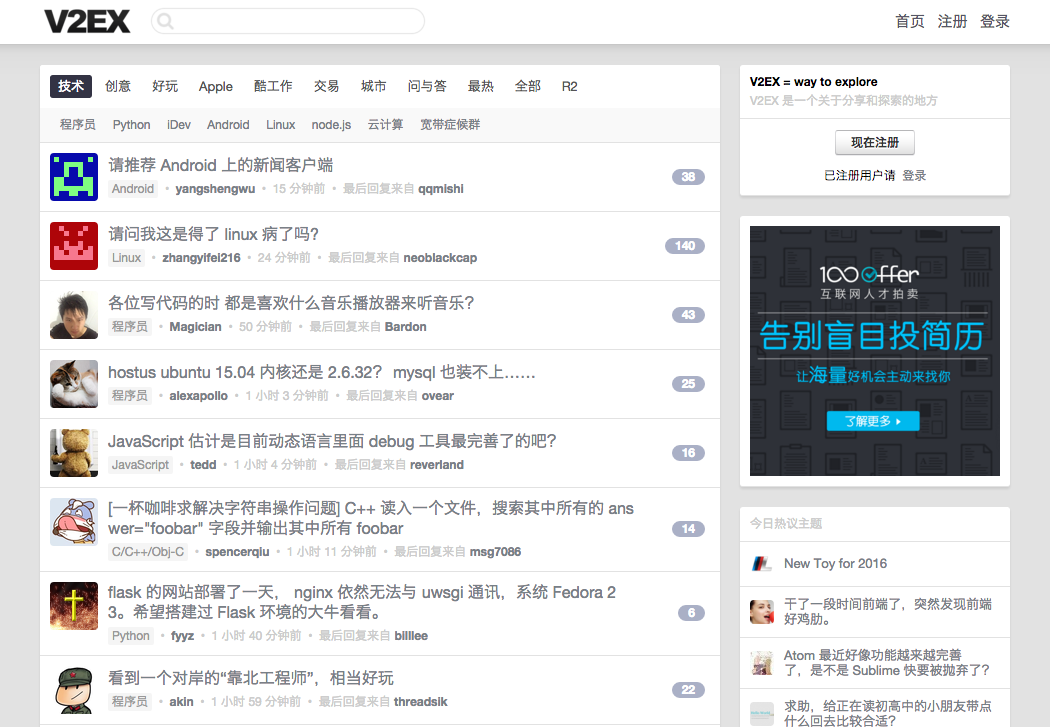 V2EX
首页 注册 登录
技术 创意 好玩 Apple 酷工作 交易 城市 问与答 最热 全部 R2
程序员 Python iDev Android Linux node.js 云计算 宽带症候群
请推荐 Android 上的新闻客户端
Android • yangshengwu • 15 分钟前 • 最后回复来自 qqmishi
38
请问我这是得了 linux 病了吗?
Linux • zhangyifei216 • 24 分钟前 • 最后回复来自 neoblackcap
140
各位写代码的时 都是喜欢什么音乐播放器来听音乐?
程序员 • Magician • 50 分钟前 • 最后回复来自 Bardon
43
hostus ubuntu 15.04 内核还是 2.6.32? mysql 也装不上……
程序员 • alexapollo • 1 小时 3 分钟前 • 最后回复来自 ovear
25
JavaScript 估计是目前动态语言里面 debug 工具最完善了的吧?
JavaScript • tedd • 1 小时 4 分钟前 • 最后回复来自 reverland
16
[一杯咖啡求解决字符串操作问题] C++ 读入一个文件，搜索其中所有的 ans
wer="foobar" 字段并输出其中所有 foobar
C/C++/Obj-C • spencerqiu • 1 小时 11 分钟前 • 最后回复来自 msg7086
14
flask 的网站部署了一天， nginx 依然无法与 uwsgi 通讯，系统 Fedora 2
3。希望搭建过 Flask 环境的大牛看看。
Python • fyyz • 1 小时 40 分钟前 • 最后回复来自 billlee
6
看到一个对岸的“靠北工程师”，相当好玩
程序员 • akin • 1 小时 59 分钟前 • 最后回复来自 threadsik
22
V2EX = way to explore
V2EX 是一个关于分享和探索的地方
现在注册
已注册用户请 登录
100offer
互联网人才拍卖
告别盲目投简历
让海量好机会主动来找你
了解更多
今日热议主题
New Toy for 2016
干了一段时间前端了，突然发现前端
好鸡肋。
Atom 最近好像功能越来越完善
了，是不是 Sublime 快要被抛弃了?
求助，给正在读初高中的小朋友带点
什么回去比较合适?